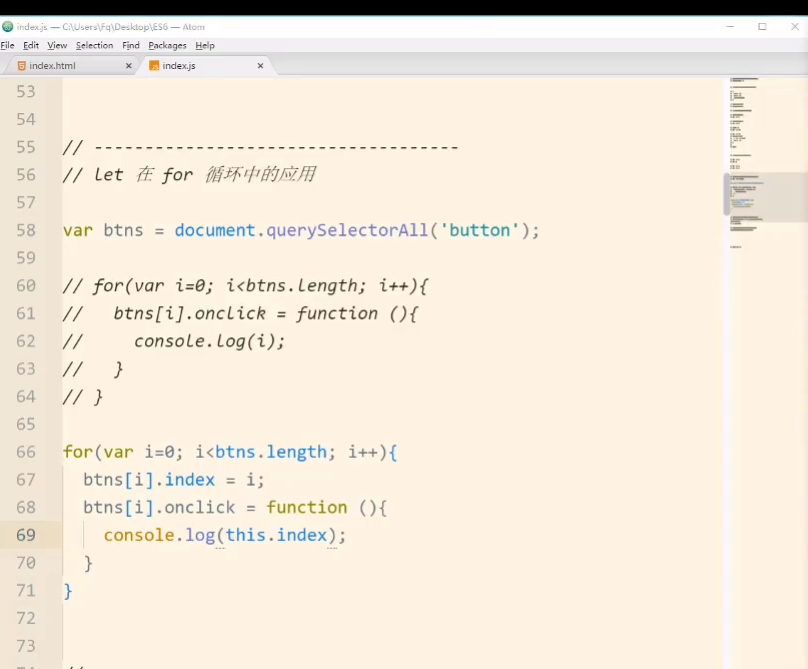 index.js — C:\Users\Fq\Desktop\ES6 — Atom
File Edit View Selection Find Packages Help
index.html index.js
53
54
55 // ------------------------------------
56 // let 在 for 循环中的应用
57
58 var btns = document.querySelectorAll('button');
59
60 // for(var i=0; i<btns.length; i++){
61 //   btns[i].onclick = function (){
62 //     console.log(i);
63 //   }
64 // }
65
66 for(var i=0; i<btns.length; i++){
67   btns[i].index = i;
68   btns[i].onclick = function (){
69     console.log(this.index);
70   }
71 }
72
73